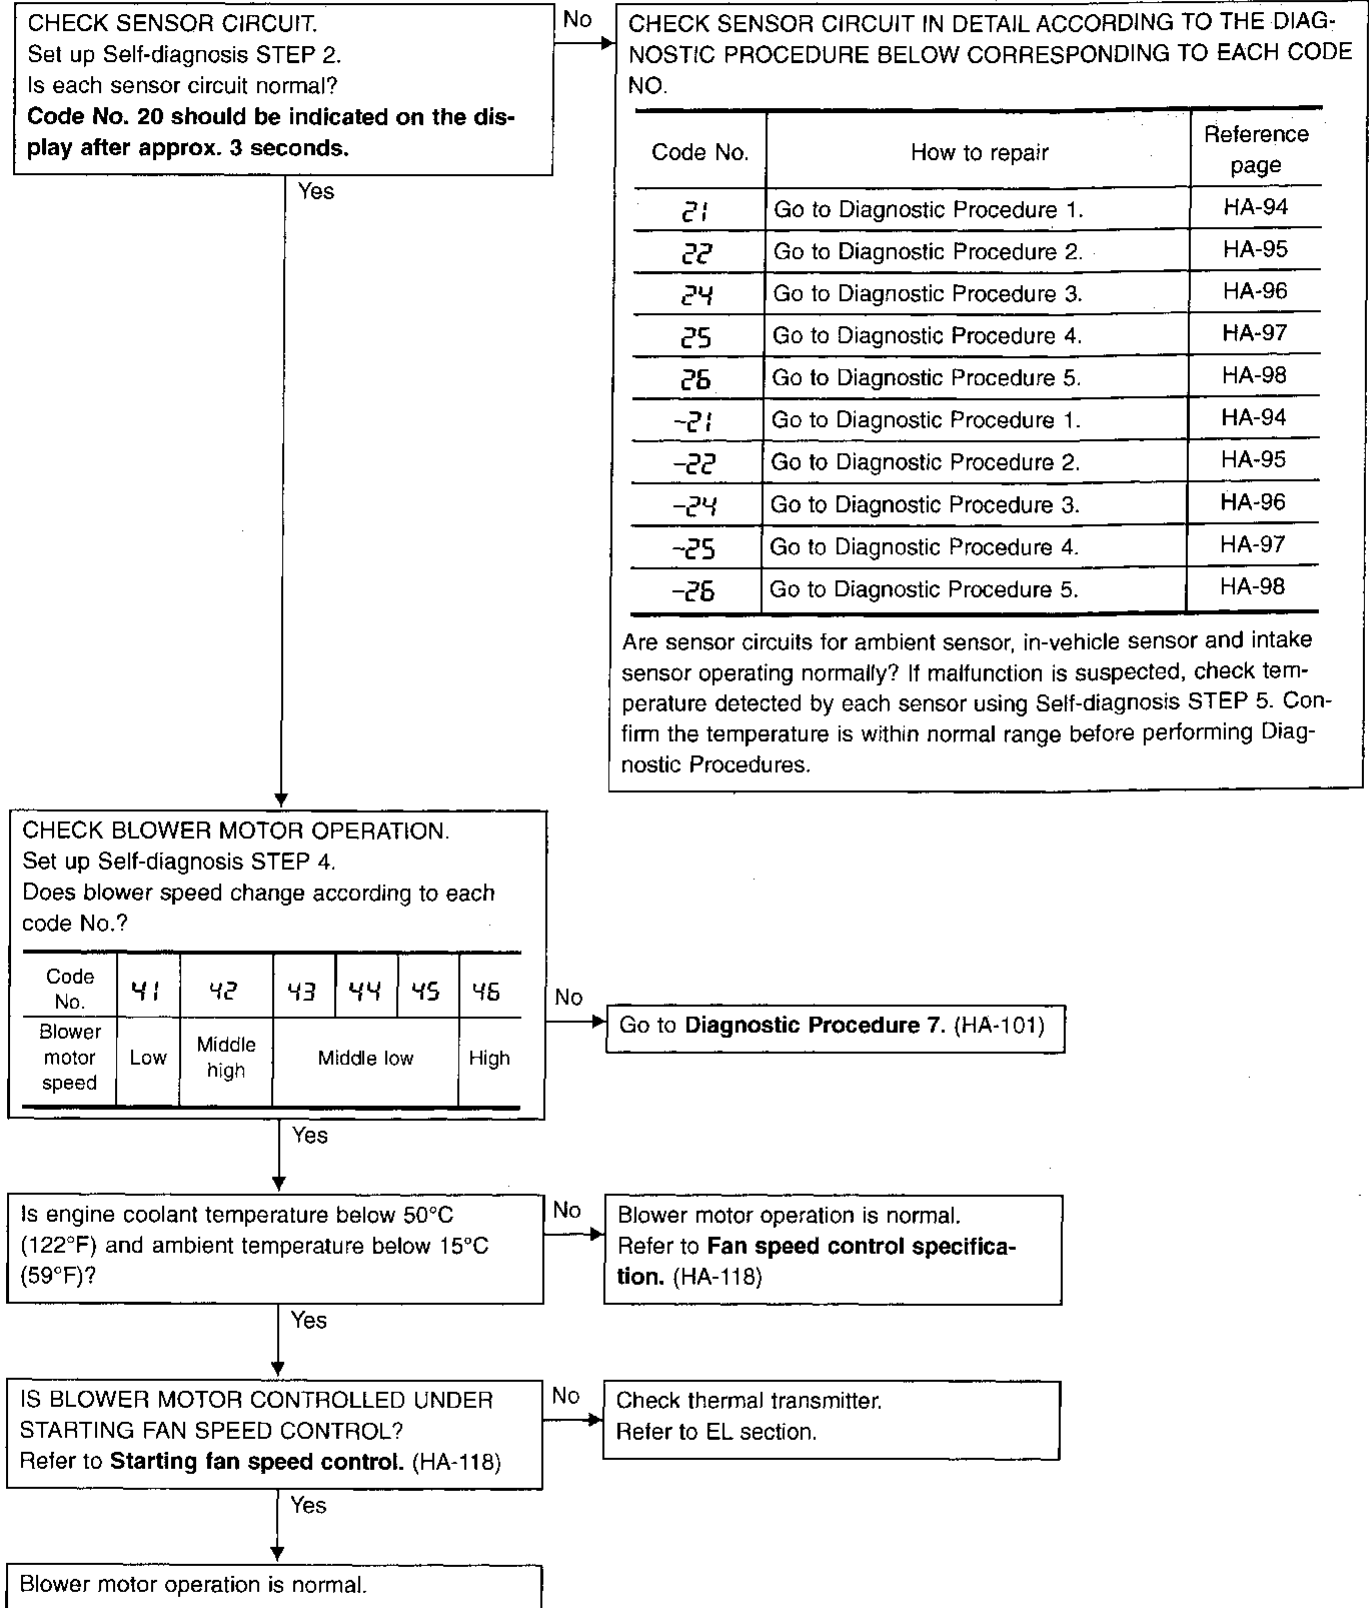 CHECK SENSOR CIRCUIT.
Set up Self-diagnosis STEP 2.
Is each sensor circuit normal?
Code No. 20 should be indicated on the dis-
play after approx. 3 seconds.
No
CHECK SENSOR CIRCUIT IN DETAIL ACCORDING TO THE DIAG-
NOSTIC PROCEDURE BELOW CORRESPONDING TO EACH CODE
NO.
Code No. How to repair Reference
page
21 Go to Diagnostic Procedure 1. HA-94
22 Go to Diagnostic Procedure 2. HA-95
24 Go to Diagnostic Procedure 3. HA-96
25 Go to Diagnostic Procedure 4. HA-97
26 Go to Diagnostic Procedure 5. HA-98
-21 Go to Diagnostic Procedure 1. HA-94
-22 Go to Diagnostic Procedure 2. HA-95
-24 Go to Diagnostic Procedure 3. HA-96
-25 Go to Diagnostic Procedure 4. HA-97
-26 Go to Diagnostic Procedure 5. HA-98
Are sensor circuits for ambient sensor, in-vehicle sensor and intake
sensor operating normally? If malfunction is suspected, check tem-
perature detected by each sensor using Self-diagnosis STEP 5. Con-
firm the temperature is within normal range before performing Diag-
nostic Procedures.
Yes
CHECK BLOWER MOTOR OPERATION.
Set up Self-diagnosis STEP 4.
Does blower speed change according to each
code No.?
Code
No. 41 42 43 44 45 46
Blower
motor
speed Low Middle
high Middle low High
No
Go to Diagnostic Procedure 7. (HA-101)
Yes
Is engine coolant temperature below 50°C
(122°F) and ambient temperature below 15°C
(59°F)?
No
Blower motor operation is normal.
Refer to Fan speed control specifica-
tion. (HA-118)
Yes
IS BLOWER MOTOR CONTROLLED UNDER
STARTING FAN SPEED CONTROL?
Refer to Starting fan speed control. (HA-118)
No
Check thermal transmitter.
Refer to EL section.
Yes
Blower motor operation is normal.